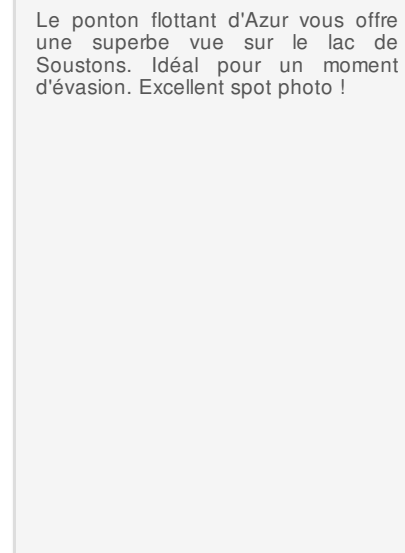 Le ponton flottant d'Azur vous offre
une superbe vue sur le lac de
Soustons. Idéal pour un moment
d'évasion. Excellent spot photo !